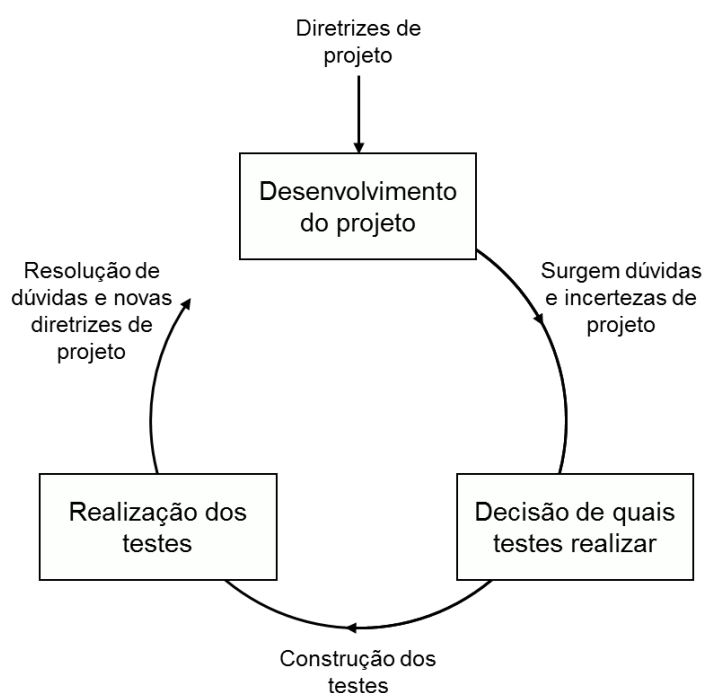 Diretrizes de
projeto
Desenvolvimento
do projeto
Surgem dúvidas
e incertezas de
projeto
Decisão de quais
testes realizar
Construção dos
testes
Realização dos
testes
Resolução de
dúvidas e novas
diretrizes de
projeto